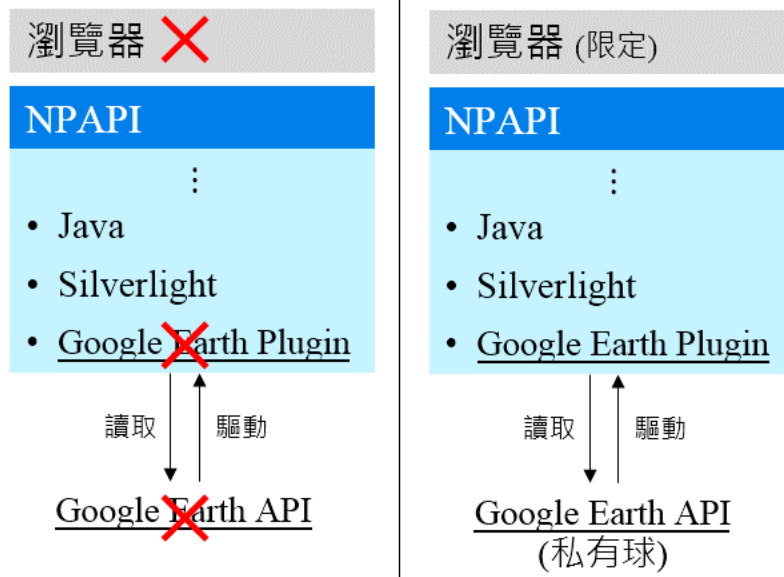 瀏覽器
NPAPI
⋮
• Java
• Silverlight
• Google Earth Plugin
讀取 驅動
Google Earth API
瀏覽器 (限定)
NPAPI
⋮
• Java
• Silverlight
• Google Earth Plugin
讀取 驅動
Google Earth API
(私有球)